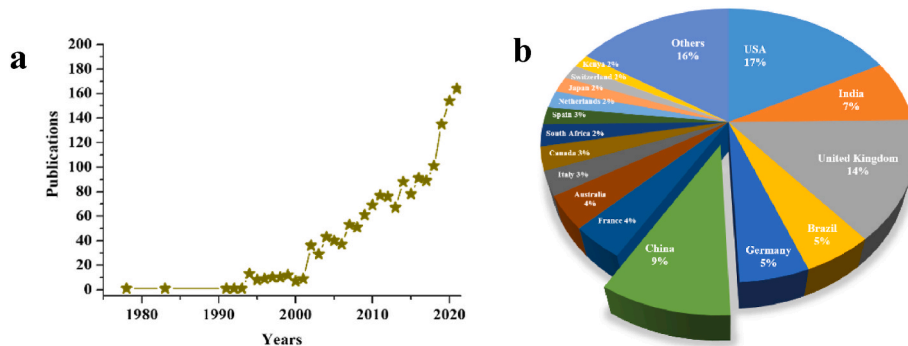 a
200
180
160
140
120
100
80
60
40
20
0
Publications
1980
1990
2000
2010
2020
Years
b
Others
16%
USA
17%
India
7%
United Kingdom
14%
Brazil
5%
Germany
5%
China
9%
France 4%
Australia
4%
Italy 3%
Canada 3%
South Africa 2%
Spain 3%
Netherlands 2%
Japan 2%
Switzerland 2%
Kenya 2%